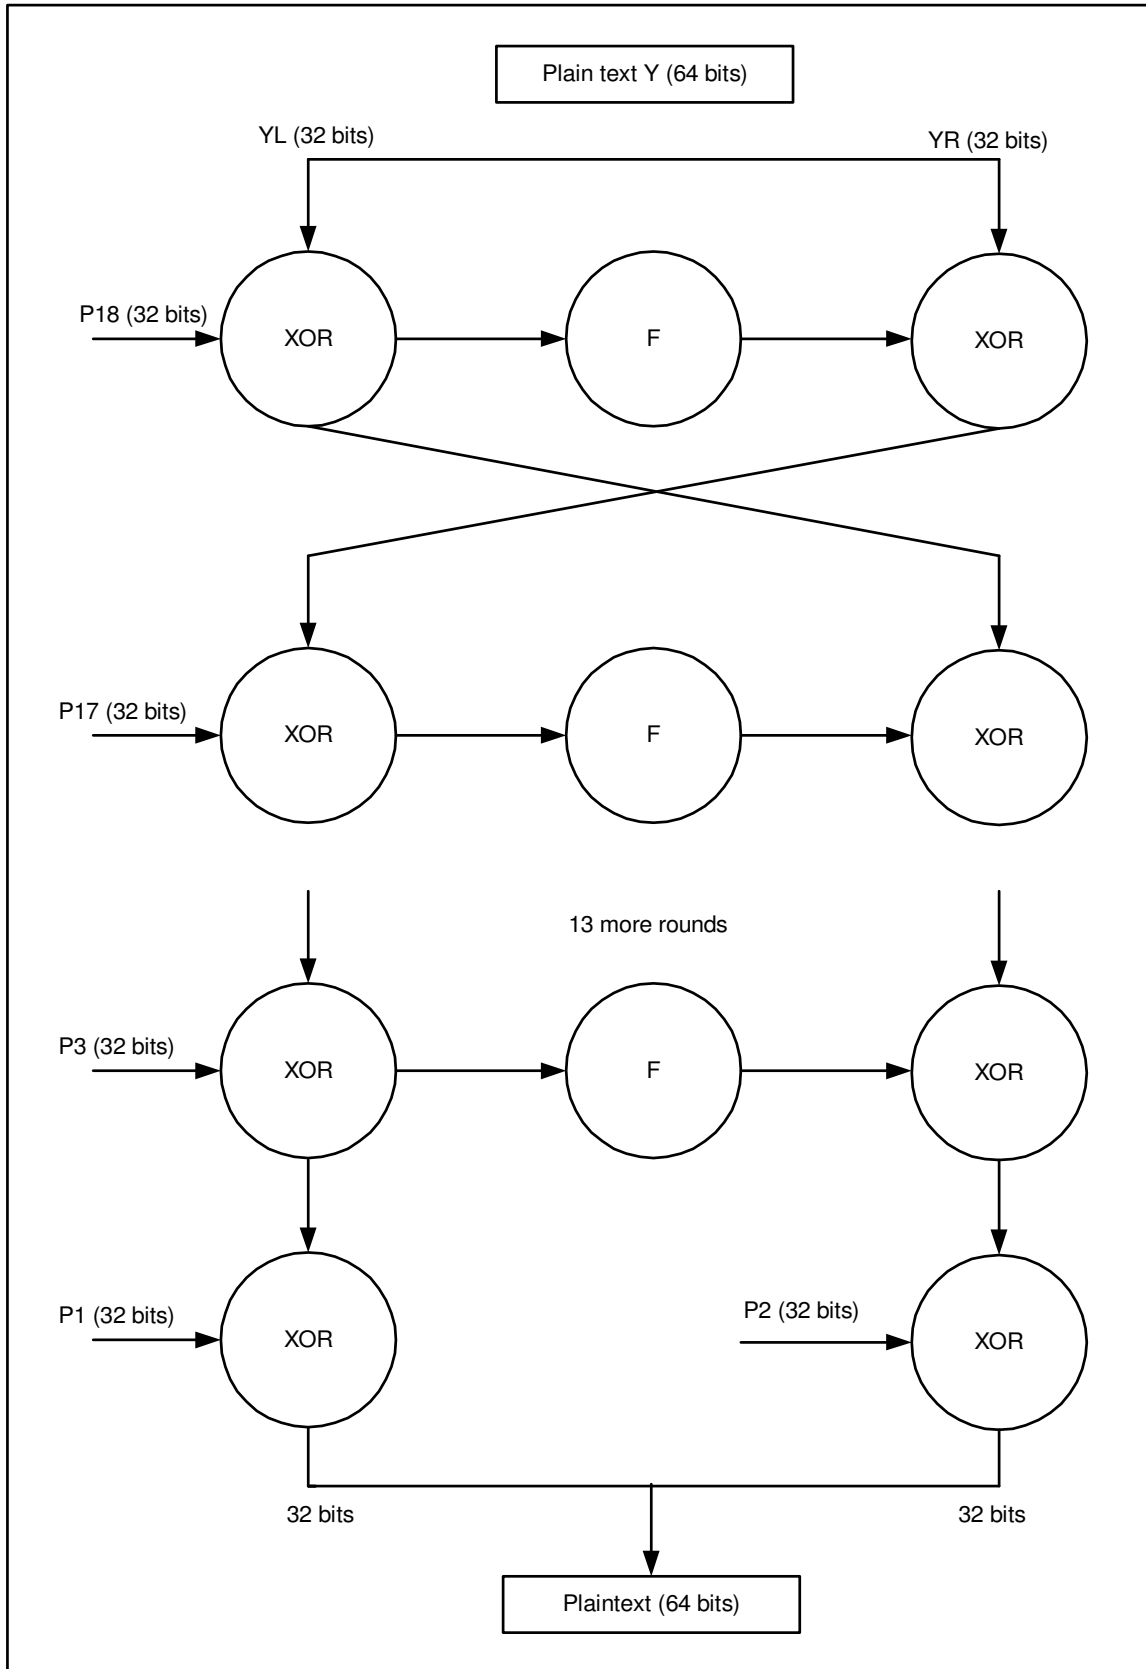 Plain text Y (64 bits)
YL (32 bits)
YR (32 bits)
P18 (32 bits)
XOR
F
XOR
P17 (32 bits)
XOR
F
XOR
13 more rounds
P3 (32 bits)
XOR
F
XOR
P1 (32 bits)
XOR
P2 (32 bits)
XOR
32 bits
32 bits
Plaintext (64 bits)